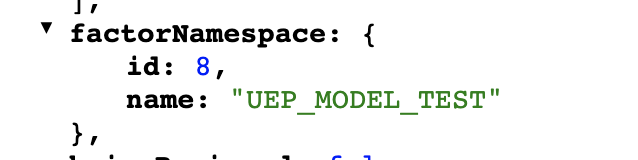 ],
▼ factorNamespace: {
id: 8,
name: "UEP_MODEL_TEST"
},